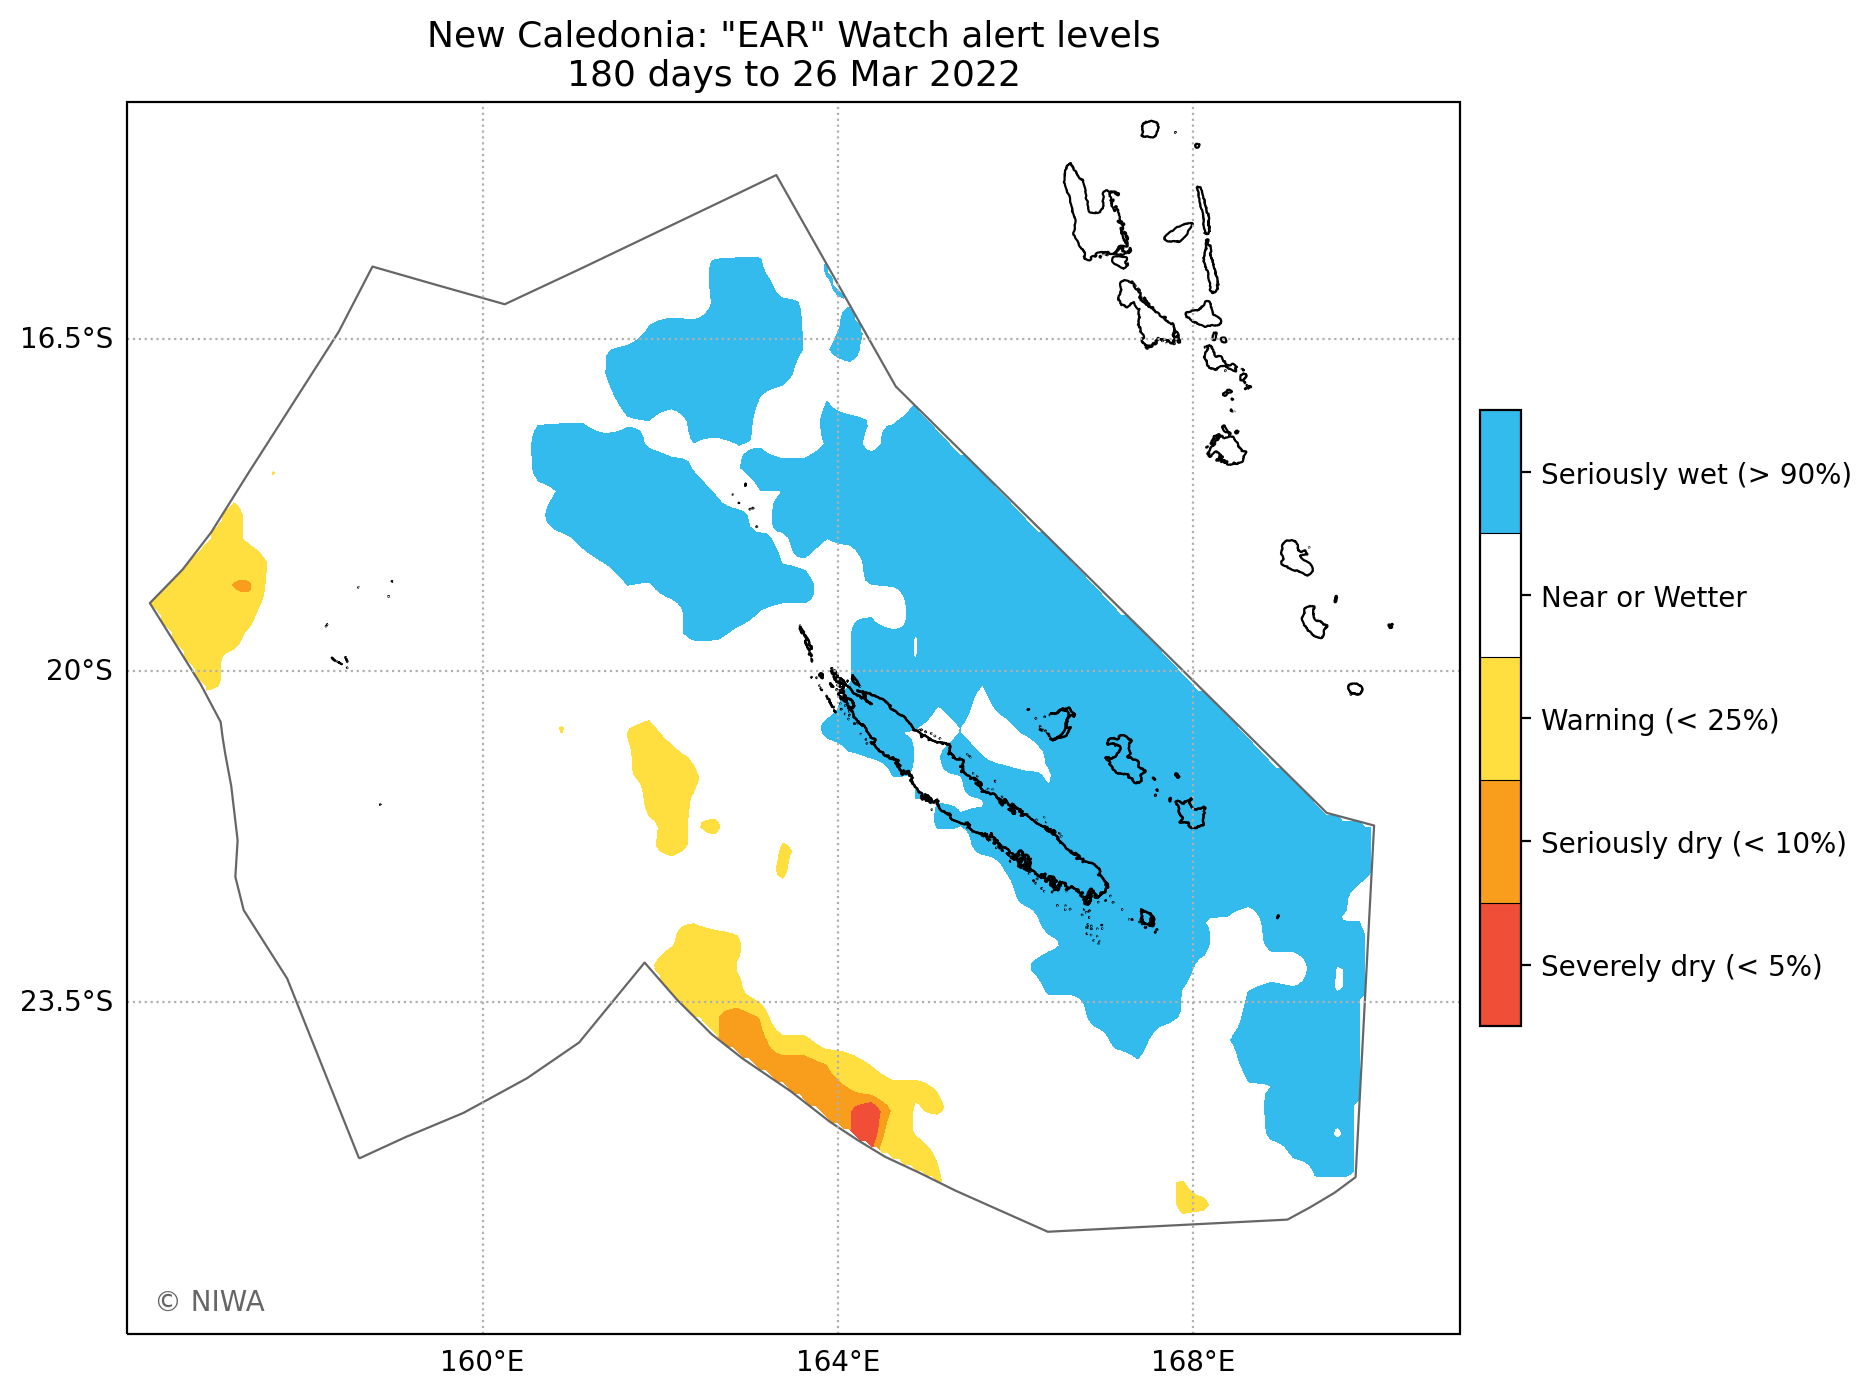 New Caledonia: "EAR" Watch alert levels
180 days to 26 Mar 2022
16.5°S
20°S
23.5°S
160°E
164°E
168°E
Seriously wet (> 90%)
Near or Wetter
Warning (< 25%)
Seriously dry (< 10%)
Severely dry (< 5%)
© NIWA